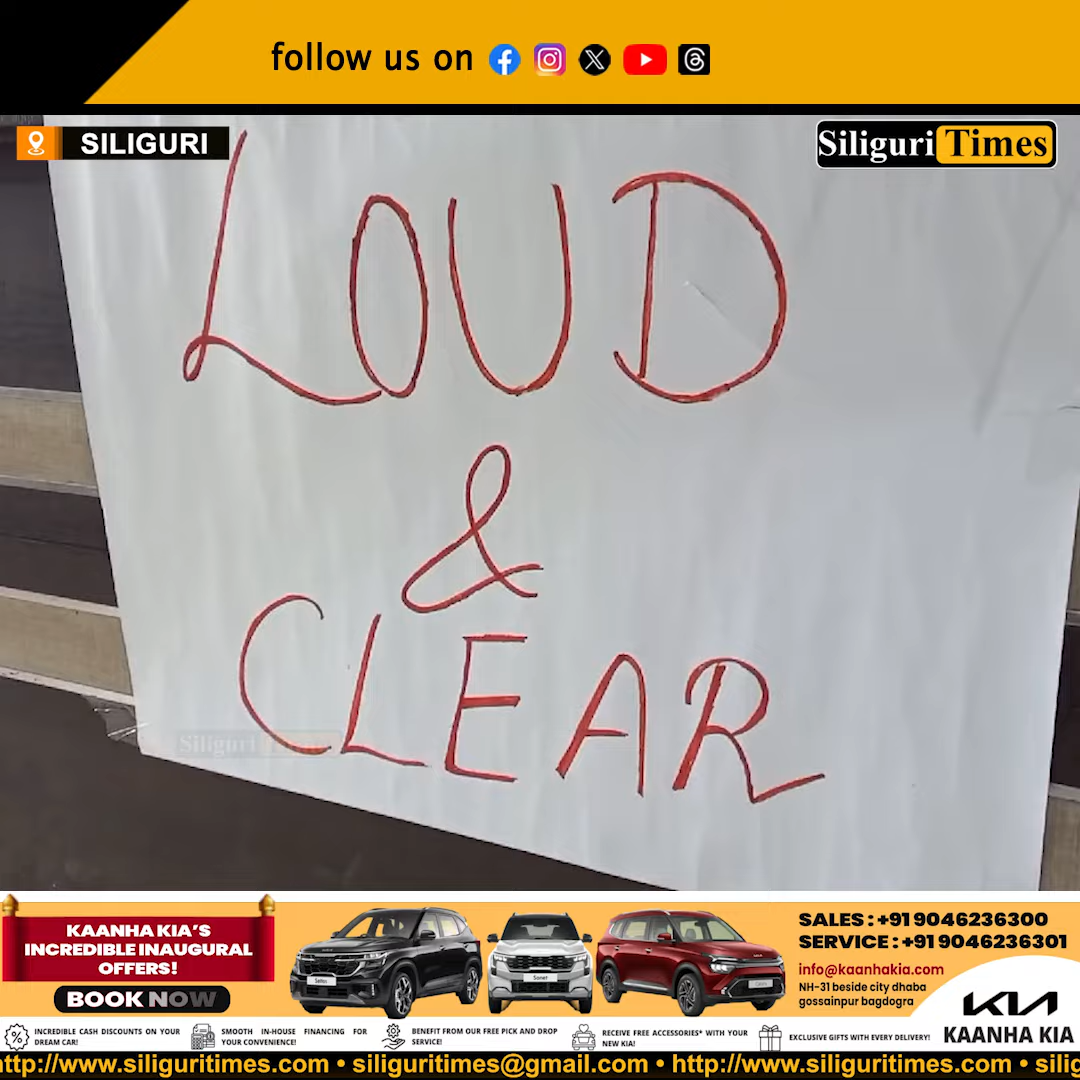 follow us on
SILIGURI
Siliguri Times
LOUD
&
CLEAR
Siliguri Times
KAANHA KIA'S
INCREDIBLE INAUGURAL
OFFERS!
BOOK NOW
Seltos
Sonet
SALES : +91 9046236300
SERVICE : +91 9046236301
info@kaanhakia.com
NH-31 beside city dhaba
gossainpur bagdogra
KIA
KAANHA KIA
INCREDIBLE CASH DISCOUNTS ON YOUR
DREAM CAR!
SMOOTH IN-HOUSE FINANCING FOR
YOUR CONVENIENCE!
BENEFIT FROM OUR FREE PICK AND DROP
SERVICE!
RECEIVE FREE ACCESSORIES* WITH YOUR
NEW KIA!
EXCLUSIVE GIFTS WITH EVERY DELIVERY!
http://www.siliguritimes.com • siliguritimes@gmail.com • http://www.siliguritimes.com • silig